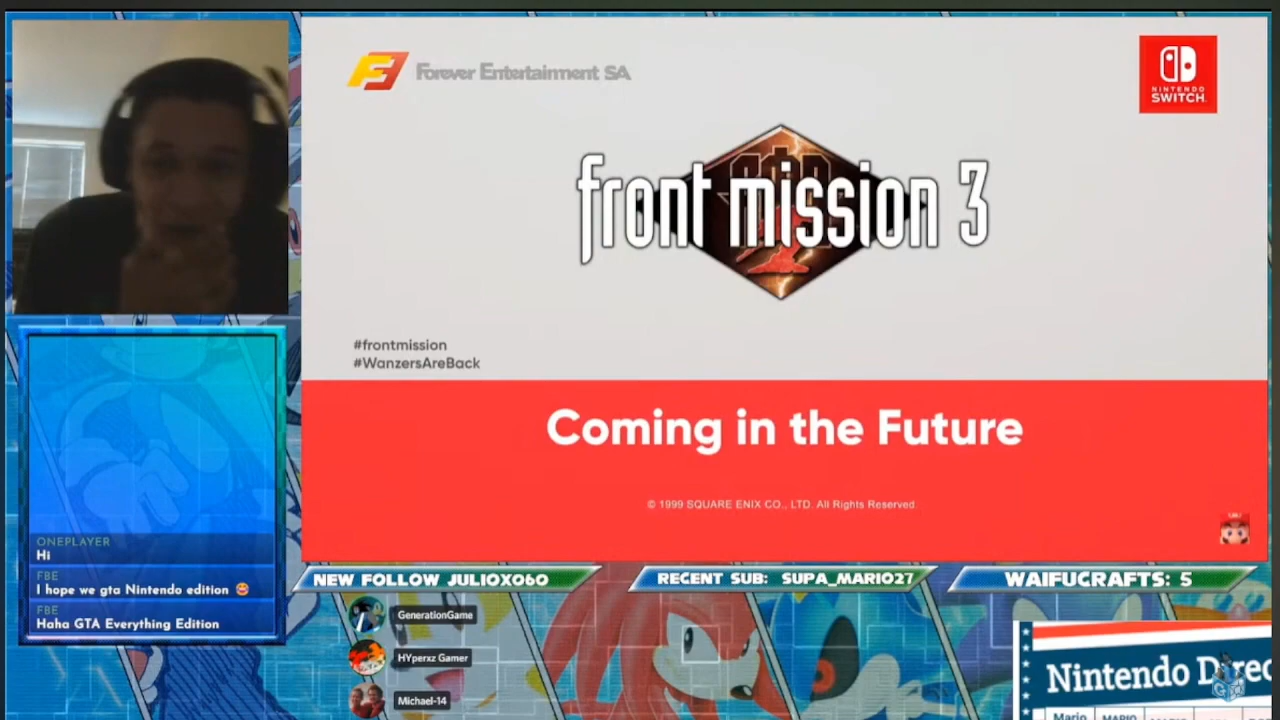 Forever Entertainment SA
NINTENDO
SWITCH
front mission 3
#frontmission
#WanzersAreBack
Coming in the Future
© 1999 SQUARE ENIX CO., LTD. All Rights Reserved.
ONEPLAYER
Hi
FBE
I hope we gta Nintendo edition 🥰
FBE
Haha GTA Everything Edition
NEW FOLLOW JULIOX060
RECENT SUB: SUPA_MARIO27
WAIFUCRAFTS: 5
GenerationGame
HYperxz Gamer
Michael-14
Nintendo Direc
Mario
MARIO